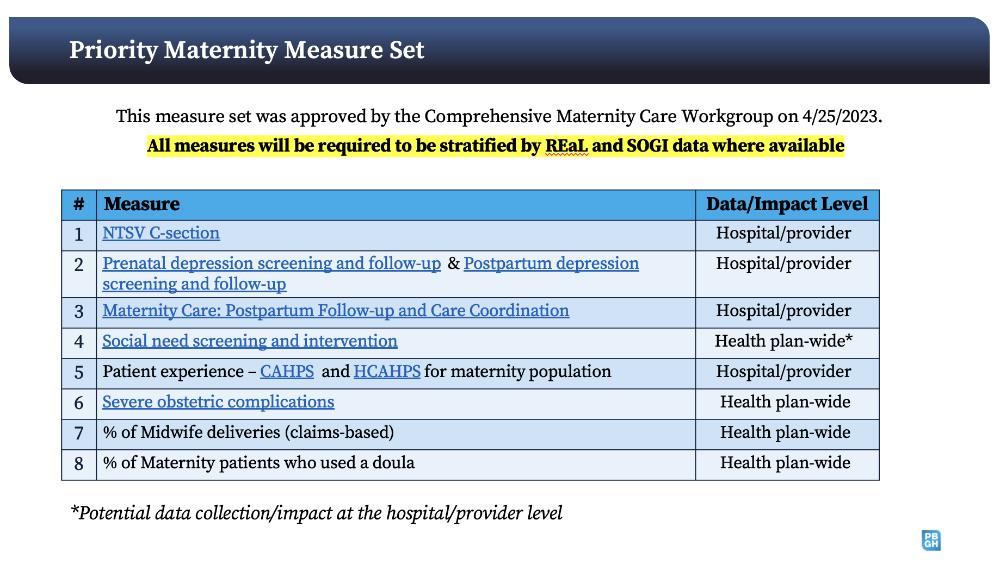 Priority Maternity Measure Set
This measure set was approved by the Comprehensive Maternity Care Workgroup on 4/25/2023.
All measures will be required to be stratified by REaL and SOGI data where available
# Measure Data/Impact Level
1 NTSV C-section Hospital/provider
2 Prenatal depression screening and follow-up & Postpartum depression Hospital/provider
screening and follow-up
3 Maternity Care: Postpartum Follow-up and Care Coordination Hospital/provider
4 Social need screening and intervention Health plan-wide*
5 Patient experience – CAHPS and HCAHPS for maternity population Hospital/provider
6 Severe obstetric complications Health plan-wide
7 % of Midwife deliveries (claims-based) Health plan-wide
8 % of Maternity patients who used a doula Health plan-wide
*Potential data collection/impact at the hospital/provider level
PB
GH